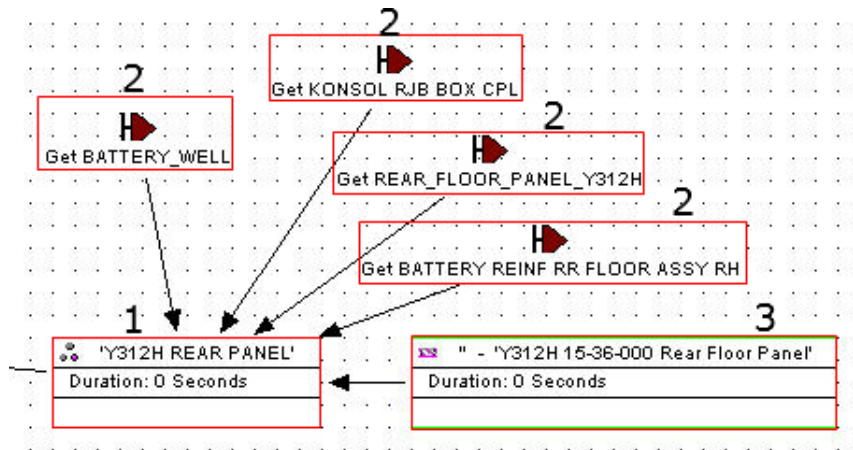 2
Get KONSOL RJB BOX CPL
2
Get BATTERY_WELL
2
Get REAR_FLOOR_PANEL_Y312H
2
Get BATTERY REINF RR FLOOR ASSY RH
1
'Y312H REAR PANEL'
Duration: 0 Seconds
3
" - 'Y312H 15-36-000 Rear Floor Panel'
Duration: 0 Seconds